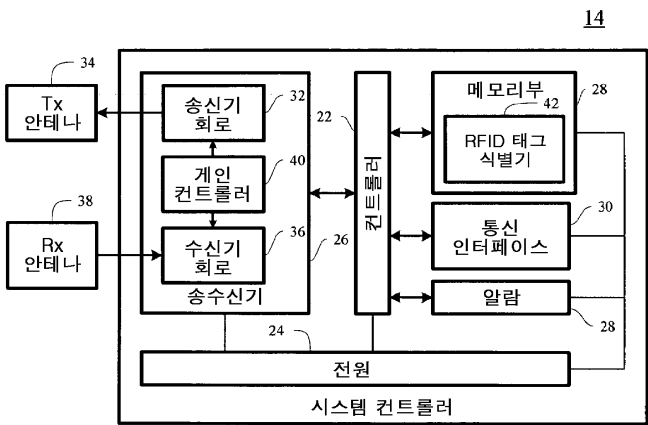 14
34
Tx
안테나
38
Rx
안테나
송신기
회로
32
게인
컨트롤러
40
수신기
회로
36
송수신기
26
22
컨트롤러
메모리부
28
42
RFID 태그
식별기
통신
인터페이스
30
알람
28
24
전원
시스템 컨트롤러